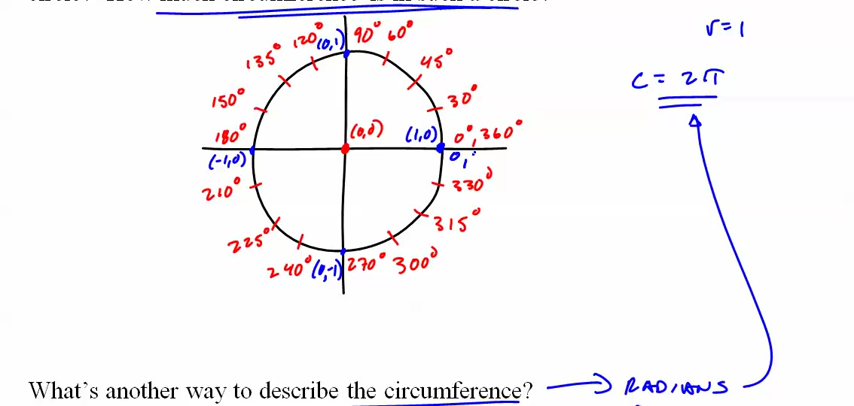 120° (0,1) 90° 60°
r=1
135° 45°
C = 2π
150° 30°
180° (0,0) (1,0) 0°, 360°
(-1,0) 0,
210° 330°
225° 315°
240° (0,-1) 270° 300°
What's another way to describe the circumference? → RADIANS